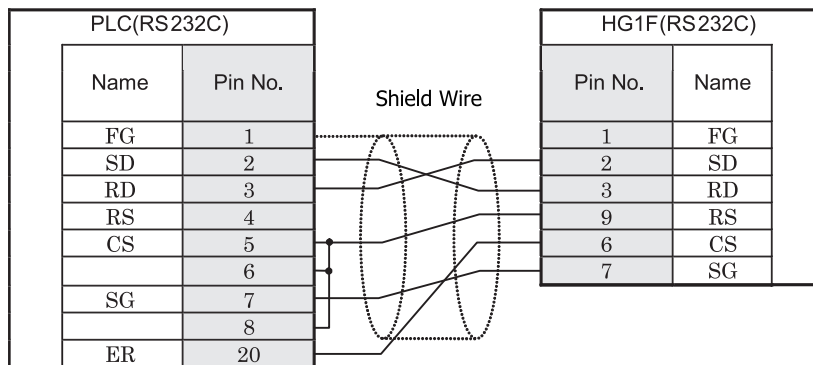 PLC(RS232C) HG1F(RS232C)
Name Pin No. Shield Wire Pin No. Name
FG 1 1 FG
SD 2 2 SD
RD 3 3 RD
RS 4 9 RS
CS 5 6 CS
6 7 SG
SG 7
8
ER 20